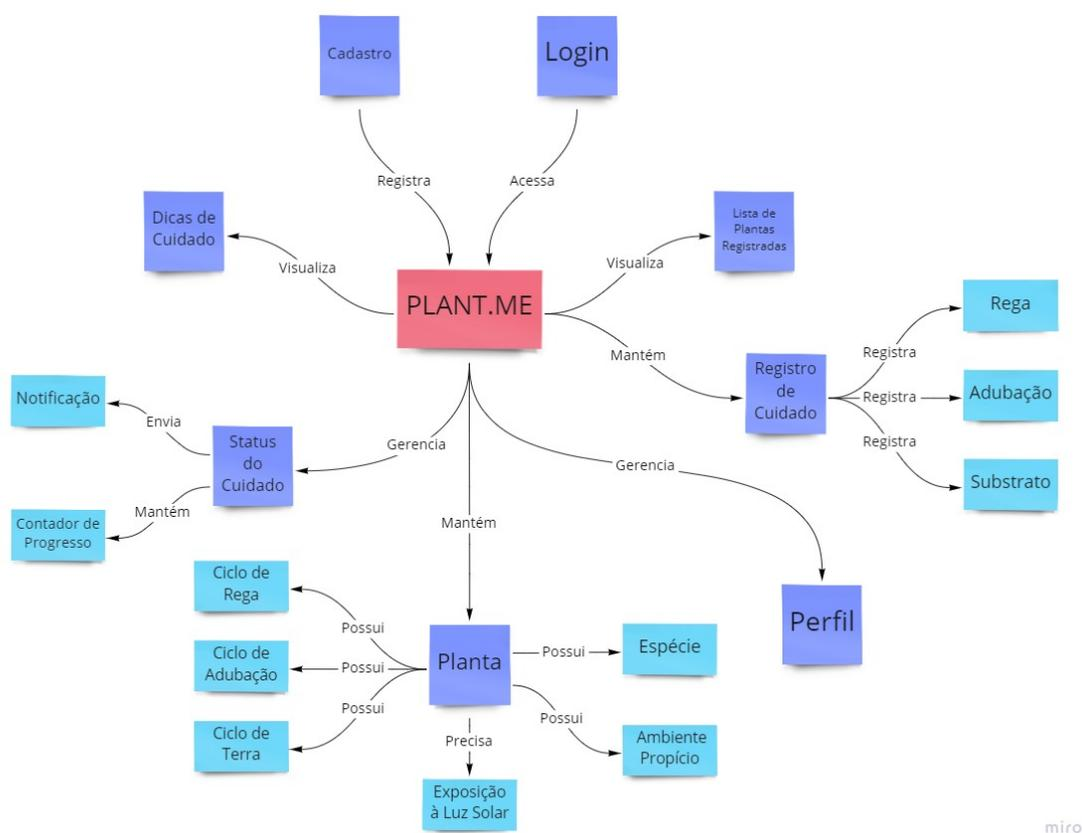 Cadastro
Login
Registra
Acessa
Dicas de
Cuidado
Lista de
Plantas
Registradas
Visualiza
Visualiza
PLANT.ME
Rega
Mantém
Registro
de
Cuidado
Registra
Registra
Registra
Adubação
Substrato
Notificação
Envia
Status
do
Cuidado
Gerencia
Gerencia
Mantém
Contador de
Progresso
Mantém
Ciclo de
Rega
Possui
Ciclo de
Adubação
Possui
Ciclo de
Terra
Possui
Planta
Possui
Espécie
Possui
Ambiente
Propício
Precisa
Exposição
à Luz Solar
Perfil
miro